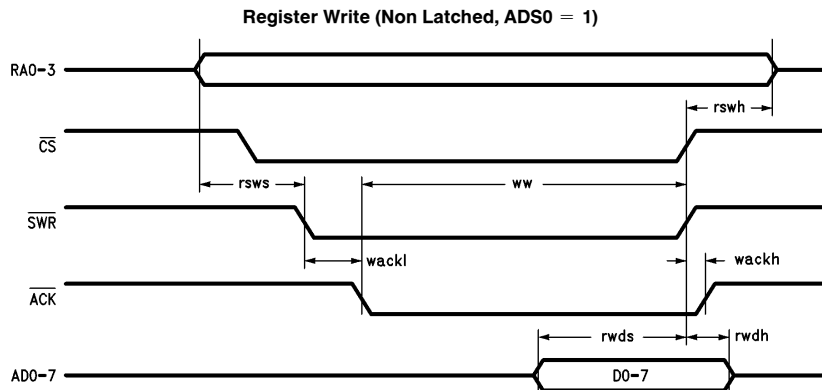 Register Write (Non Latched, ADS0 = 1)
RA0-3
rswh
CS
rsws
ww
SWR
wackl
wackh
ACK
rwds
rwdh
AD0-7
D0-7